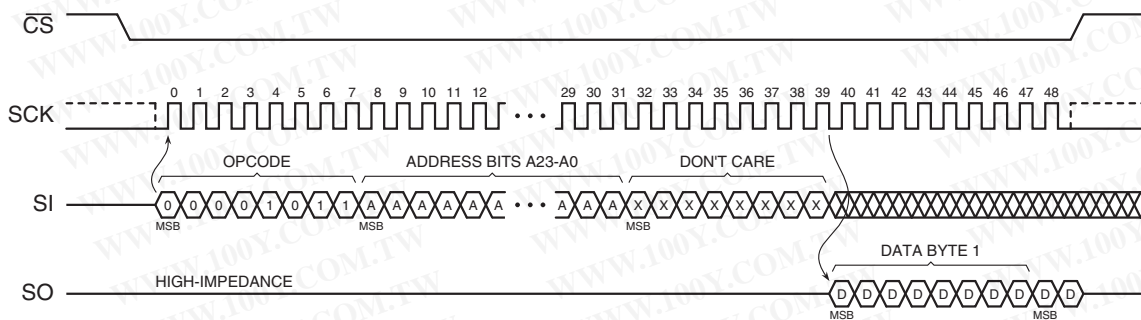 CS
0 1 2 3 4 5 6 7 8 9 10 11 12 29 30 31 32 33 34 35 36 37 38 39 40 41 42 43 44 45 46 47 48
SCK
• • •
OPCODE ADDRESS BITS A23-A0 DON'T CARE
SI 0 0 0 0 1 0 1 1 A A A A A A • • • A A A X X X X X X X X
MSB MSB MSB
DATA BYTE 1
HIGH-IMPEDANCE
SO D D D D D D D D D D
MSB MSB
WWW.100Y.COM.TW